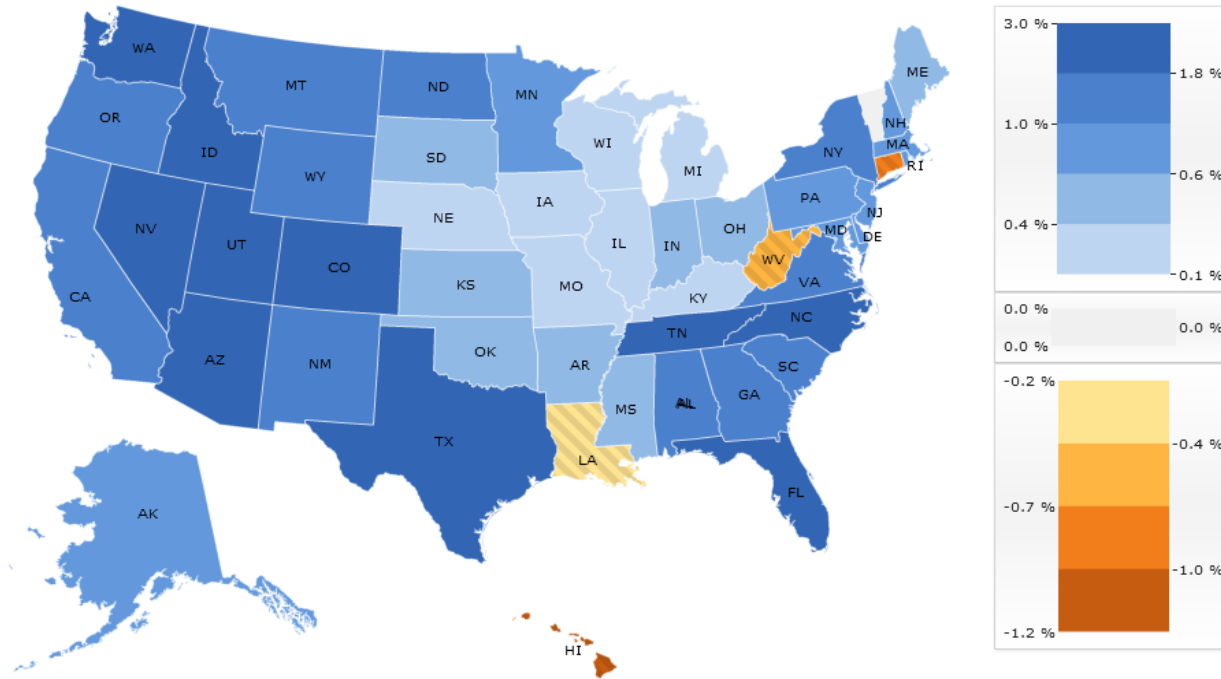 3.0 %
WA
ME
1.8 %
MT
ND
MN
OR
1.0 %
NH
MA
WI
NY
ID
SD
MI
RI
WY
0.6 %
PA
IA
NE
NJ
NV
OH
MD
DE
UT
IL
IN
0.4 %
WV
CO
0.1 %
VA
KS
MO
CA
KY
0.0 %
NC
0.0 %
TN
0.0 %
OK
AZ
NM
AR
SC
-0.2 %
GA
AL
MS
TX
-0.4 %
LA
FL
-0.7 %
AK
-1.0 %
-1.2 %
HI